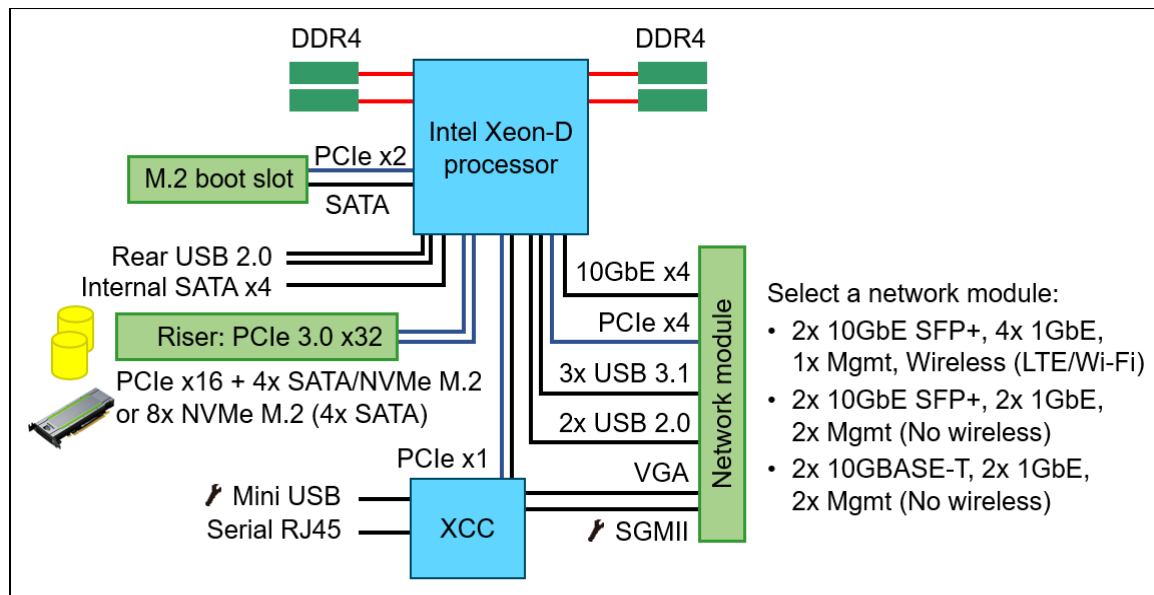 DDR4
DDR4
Intel Xeon-D
processor
PCIe x2
M.2 boot slot
SATA
Rear USB 2.0
Internal SATA x4
Riser: PCIe 3.0 x32
PCIe x16 + 4x SATA/NVMe M.2
or 8x NVMe M.2 (4x SATA)
10GbE x4
PCIe x4
3x USB 3.1
2x USB 2.0
VGA
SGMII
Network module
PCIe x1
Mini USB
Serial RJ45
XCC
Select a network module:
• 2x 10GbE SFP+, 4x 1GbE,
1x Mgmt, Wireless (LTE/Wi-Fi)
• 2x 10GbE SFP+, 2x 1GbE,
2x Mgmt (No wireless)
• 2x 10GBASE-T, 2x 1GbE,
2x Mgmt (No wireless)